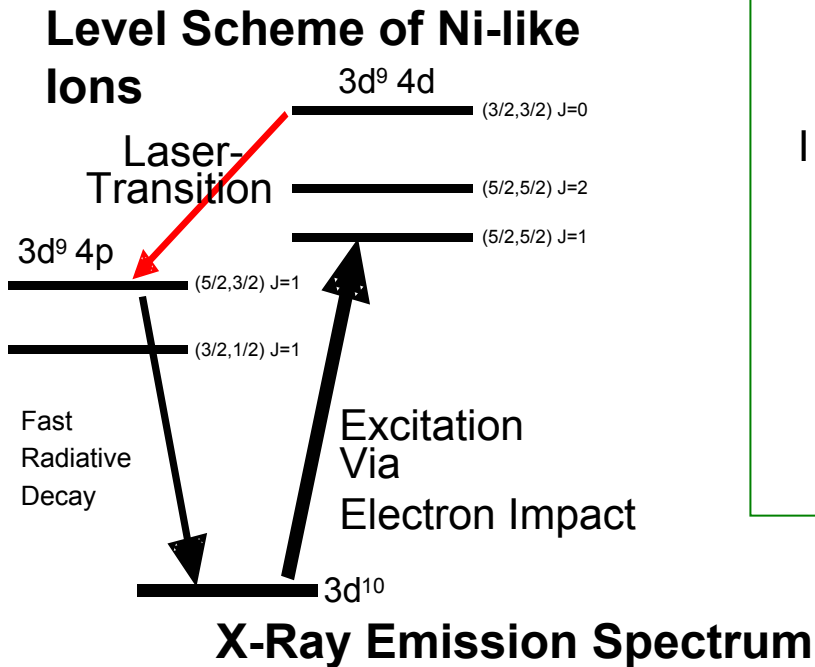 Level Scheme of Ni-like
Ions
3d⁹ 4d
(3/2,3/2) J=0
Laser-
Transition
(5/2,5/2) J=2
(5/2,5/2) J=1
3d⁹ 4p
(5/2,3/2) J=1
(3/2,1/2) J=1
Fast
Radiative
Decay
Excitation
Via
Electron Impact
3d¹⁰
X-Ray Emission Spectrum